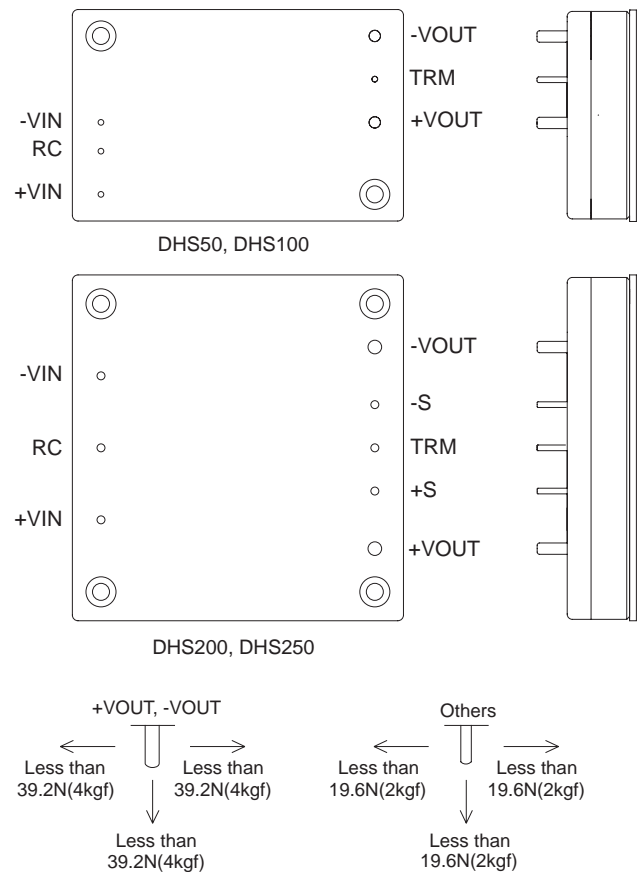 -VOUT
TRM
-VIN
+VOUT
RC
+VIN
DHS50, DHS100
-VOUT
-VIN
-S
RC
TRM
+S
+VIN
+VOUT
DHS200, DHS250
+VOUT, -VOUT
Less than
39.2N(4kgf)
Less than
39.2N(4kgf)
Less than
39.2N(4kgf)
Others
Less than
19.6N(2kgf)
Less than
19.6N(2kgf)
Less than
19.6N(2kgf)